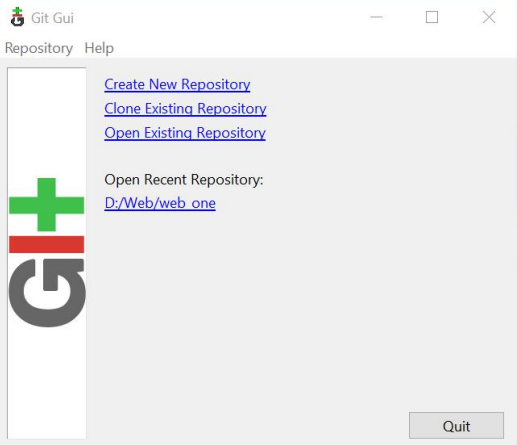 Git Gui
Repository Help
Create New Repository
Clone Existing Repository
Open Existing Repository
Open Recent Repository:
D:/Web/web_one
GIt
Quit